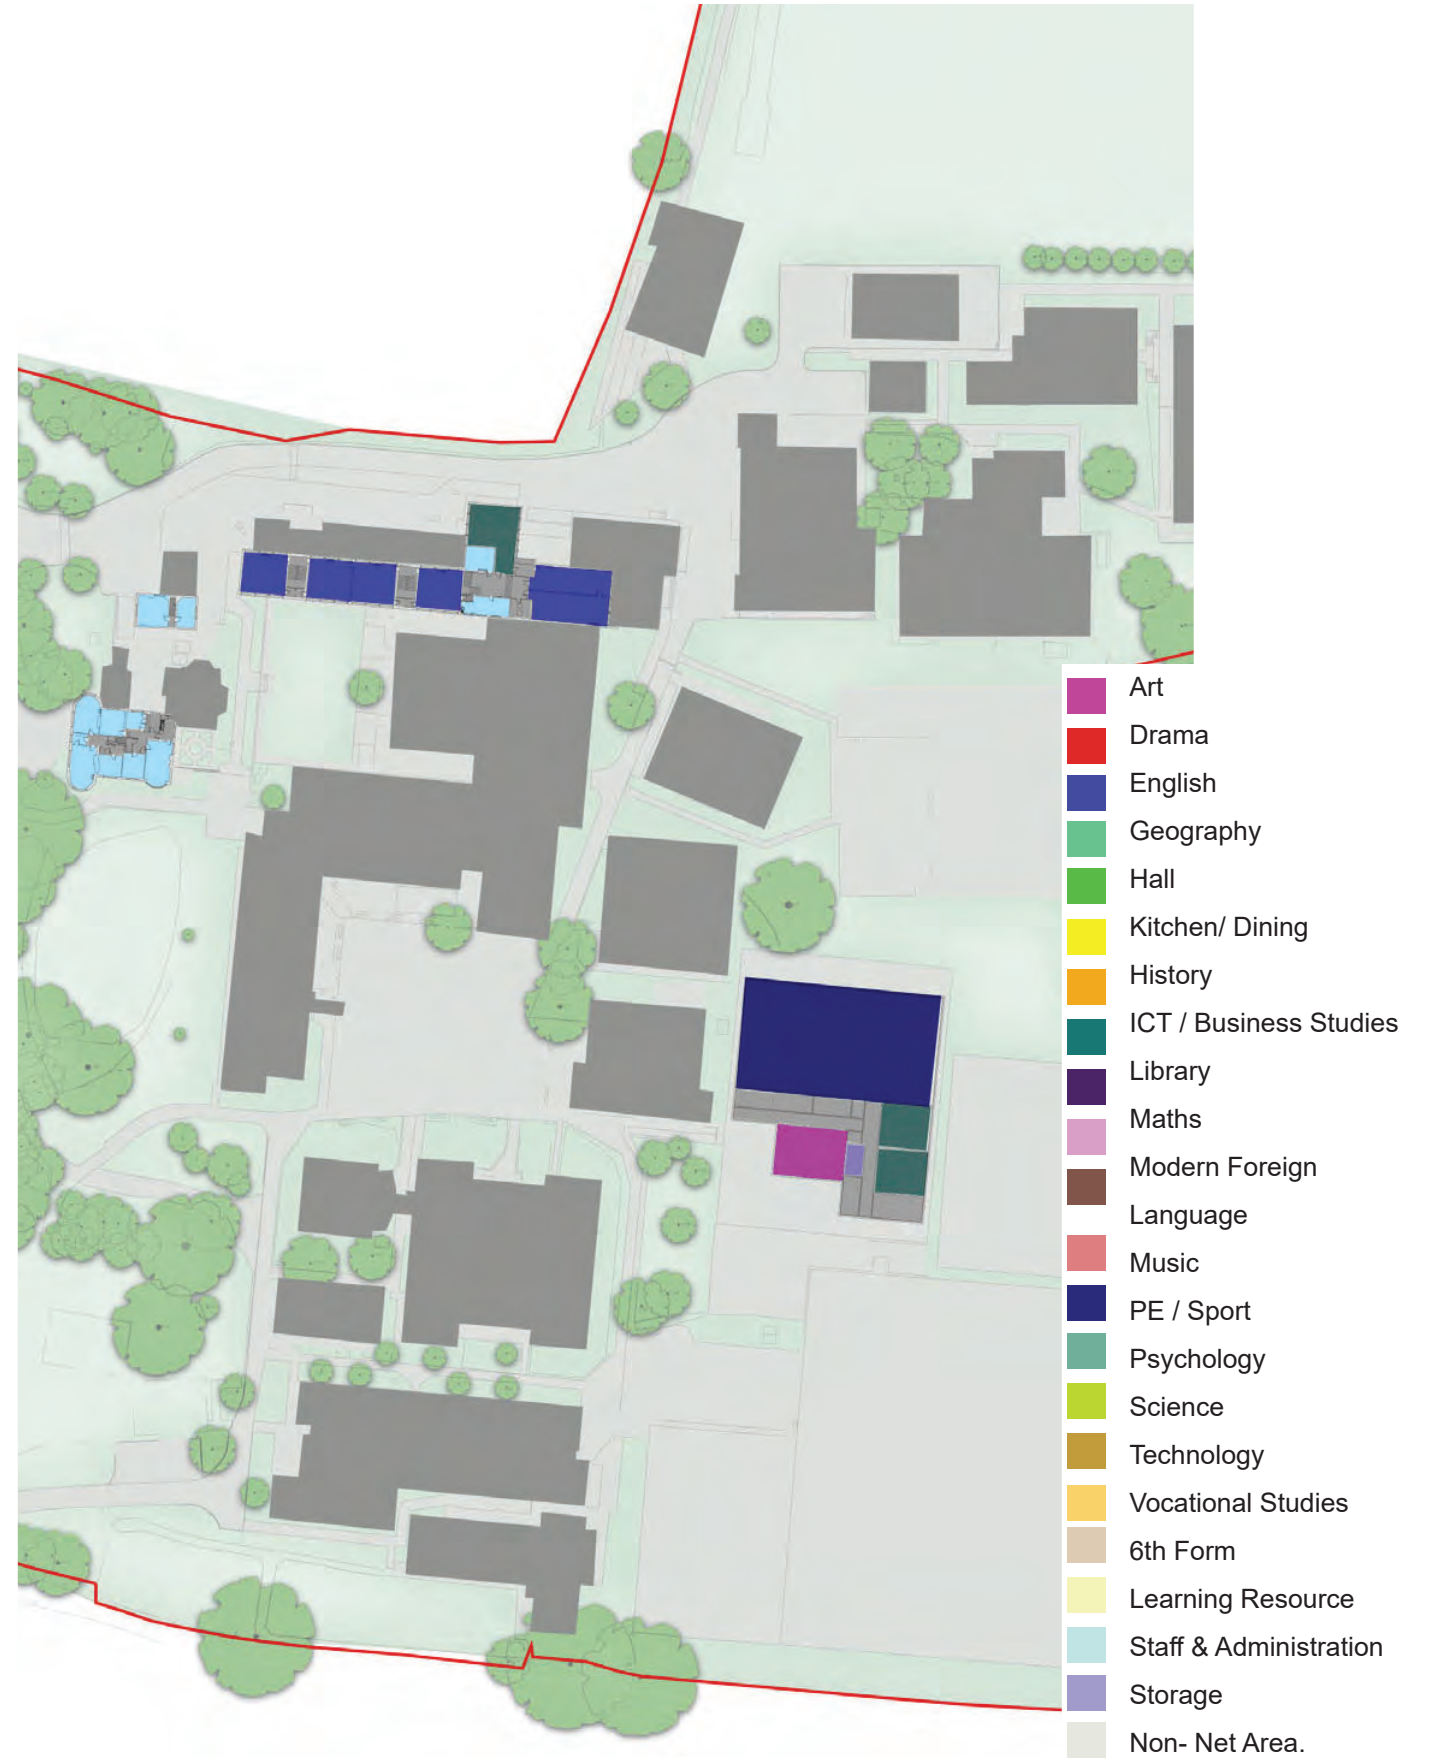 Art
Drama
English
Geography
Hall
Kitchen/ Dining
History
ICT / Business Studies
Library
Maths
Modern Foreign
Language
Music
PE / Sport
Psychology
Science
Technology
Vocational Studies
6th Form
Learning Resource
Staff & Administration
Storage
Non- Net Area.